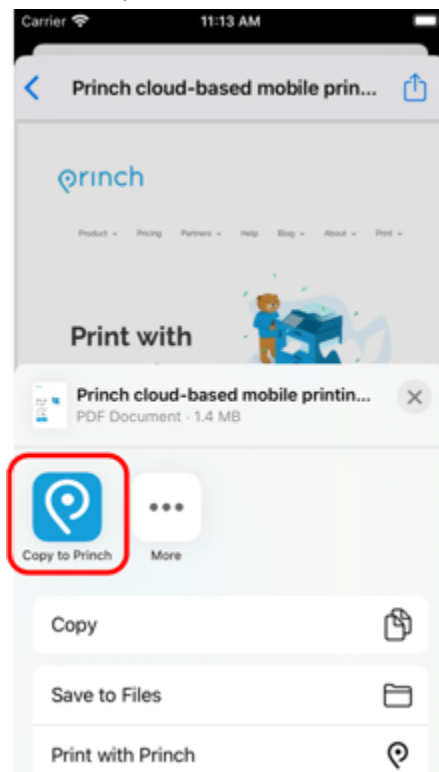 Carrier 11:13 AM
Princh cloud-based mobile prin...
princh
Product Pricing Partners Help Blog About Print
Print with
Princh cloud-based mobile printin...
PDF Document · 1.4 MB
Copy to Princh More
Copy
Save to Files
Print with Princh